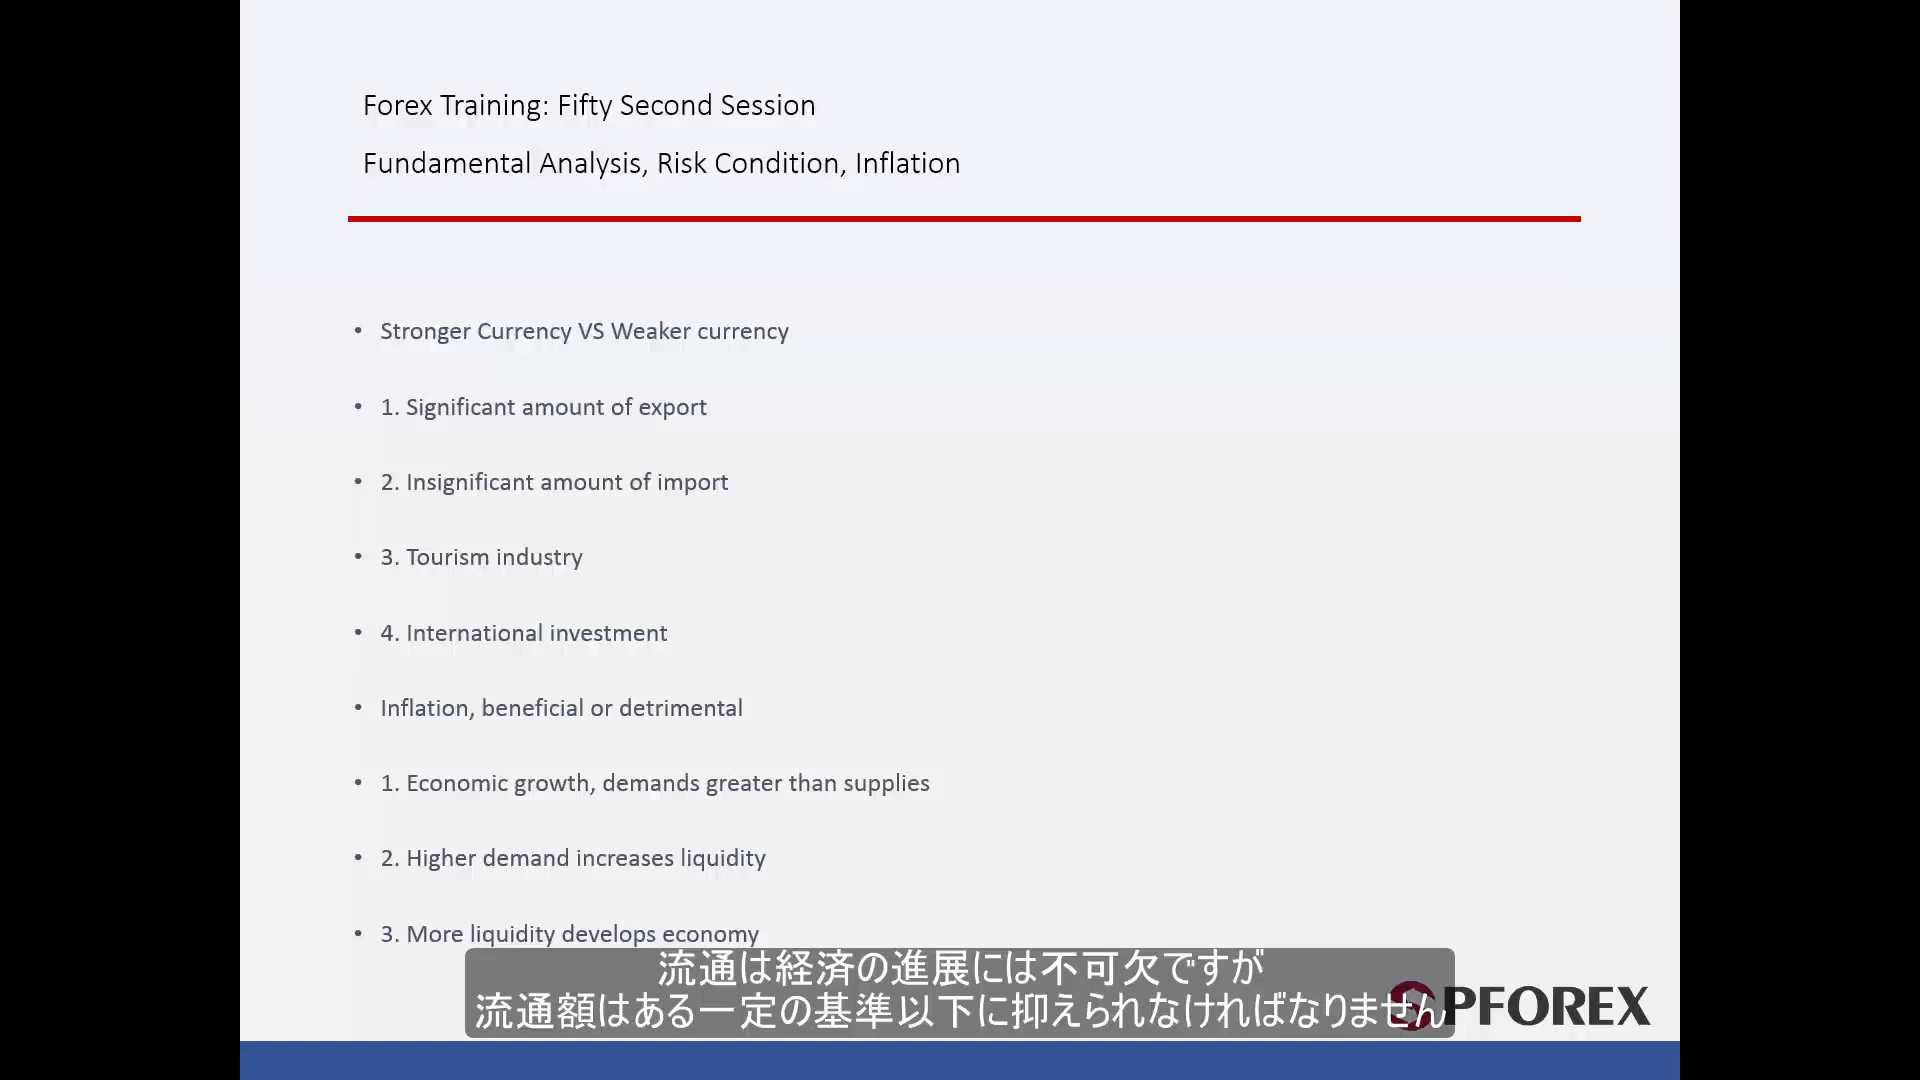 Forex Training: Fifty Second Session
Fundamental Analysis, Risk Condition, Inflation
• Stronger Currency VS Weaker currency
• 1. Significant amount of export
• 2. Insignificant amount of import
• 3. Tourism industry
• 4. International investment
• Inflation, beneficial or detrimental
• 1. Economic growth, demands greater than supplies
• 2. Higher demand increases liquidity
• 3. More liquidity develops economy
流通は経済の進展には不可欠ですが
流通額はある一定の基準以下に抑えられなければなりません
PFOREX